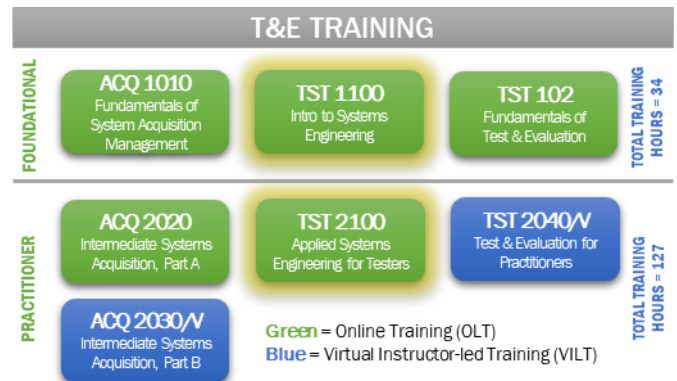 T&E TRAINING
FOUNDATIONAL
ACQ 1010
Fundamentals of
System Acquisition
Management
TST 1100
Intro to Systems
Engineering
TST 102
Fundamentals of
Test & Evaluation
TOTAL TRAINING
HOURS = 34
PRACTITIONER
ACQ 2020
Intermediate Systems
Acquisition, Part A
TST 2100
Applied Systems
Engineering for Testers
TST 2040/V
Test & Evaluation for
Practitioners
TOTAL TRAINING
HOURS = 127
ACQ 2030/V
Intermediate Systems
Acquisition, Part B
Green = Online Training (OLT)
Blue = Virtual Instructor-led Training (VILT)